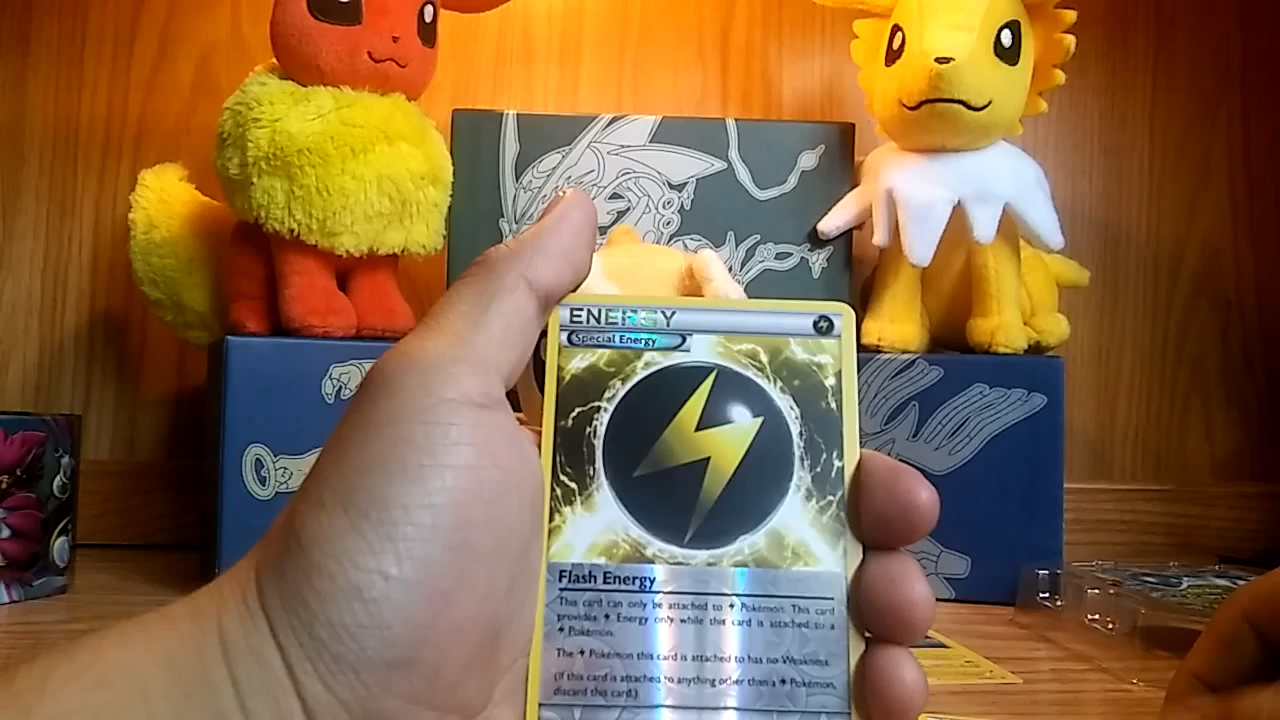 ENERGY
Special Energy
Flash Energy
This card can only be attached to Pokémon. This card
provides Energy only while this card is attached to a
Pokémon.
The Pokémon this card is attached to has no Weakness.
(If this card is attached to anything other than a Pokémon,
discard this card.)